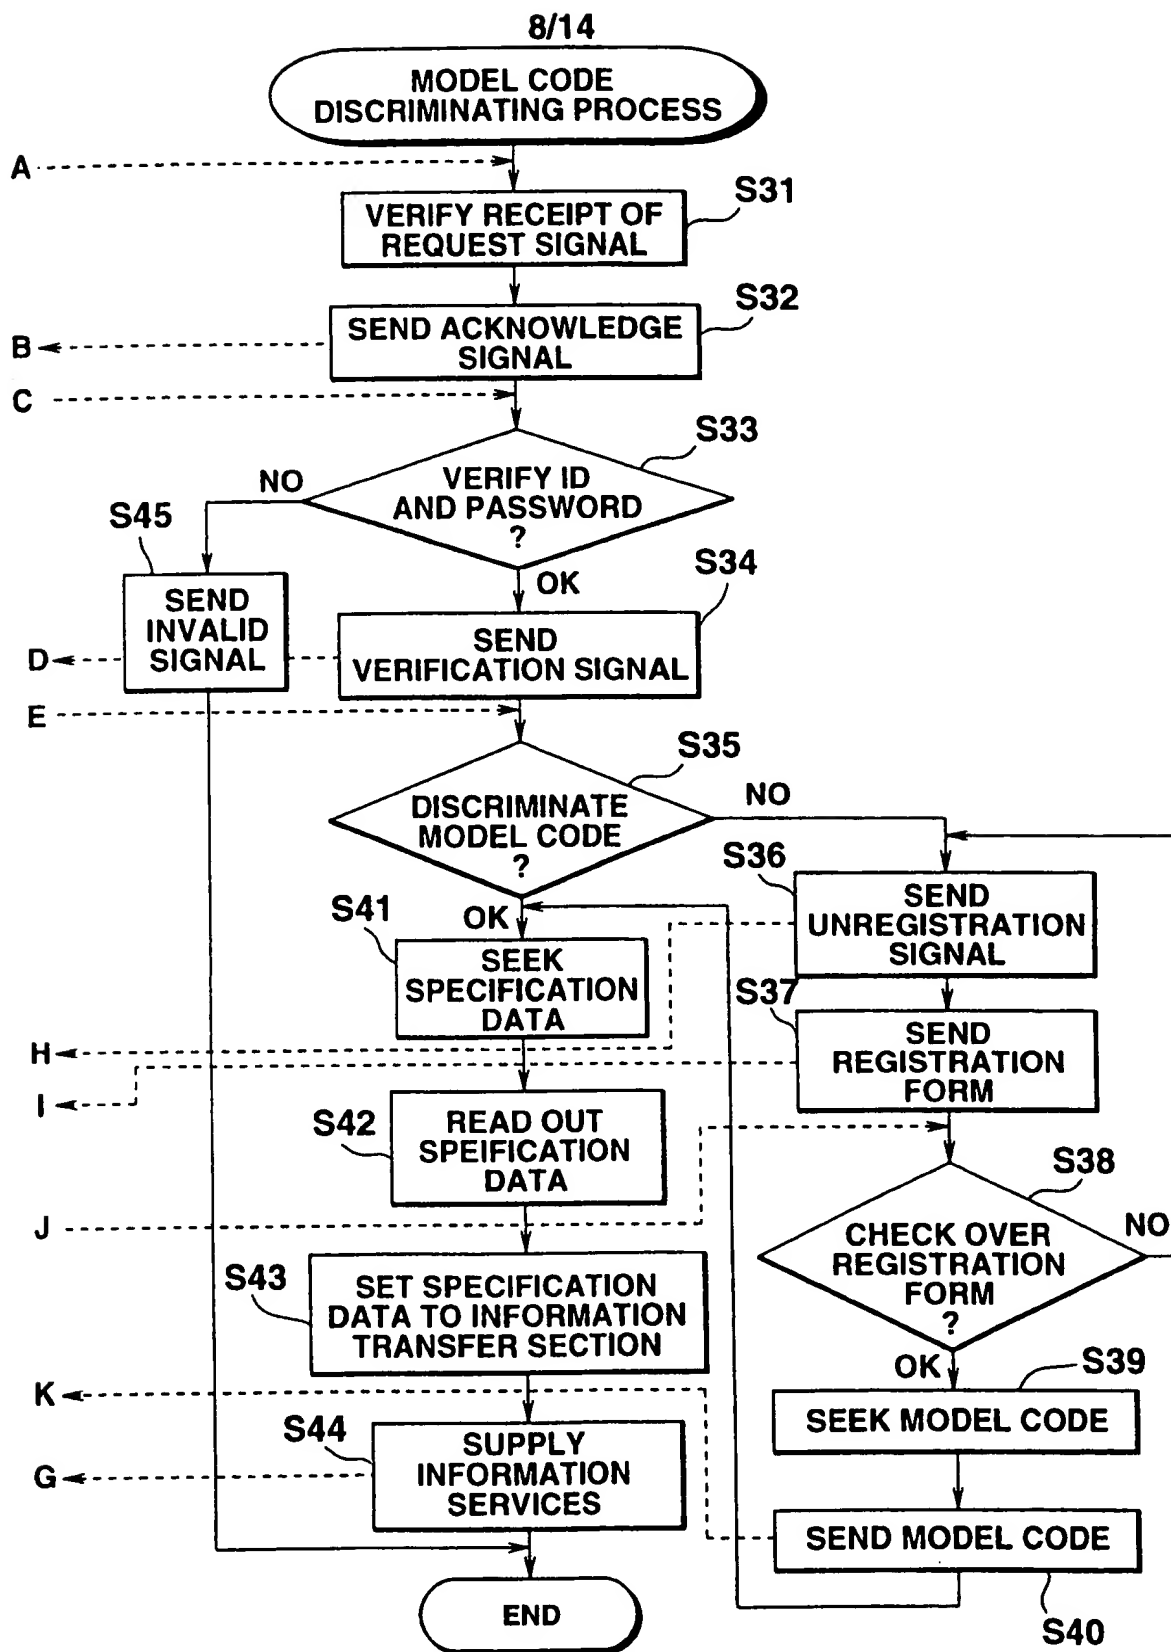 8/14
MODEL CODE
DISCRIMINATING PROCESS
A
S31
VERIFY RECEIPT OF
REQUEST SIGNAL
S32
SEND ACKNOWLEDGE
SIGNAL
B
C
S33
VERIFY ID
AND PASSWORD
?
NO
OK
S45
SEND
INVALID
SIGNAL
S34
SEND
VERIFICATION SIGNAL
D
E
S35
DISCRIMINATE
MODEL CODE
?
NO
OK
S36
SEND
UNREGISTRATION
SIGNAL
S41
SEEK
SPECIFICATION
DATA
S37
SEND
REGISTRATION
FORM
H
I
S42
READ OUT
SPEIFICATION
DATA
J
S38
CHECK OVER
REGISTRATION
FORM
?
NO
OK
S43
SET SPECIFICATION
DATA TO INFORMATION
TRANSFER SECTION
S39
SEEK MODEL CODE
K
S44
SUPPLY
INFORMATION
SERVICES
G
SEND MODEL CODE
S40
END